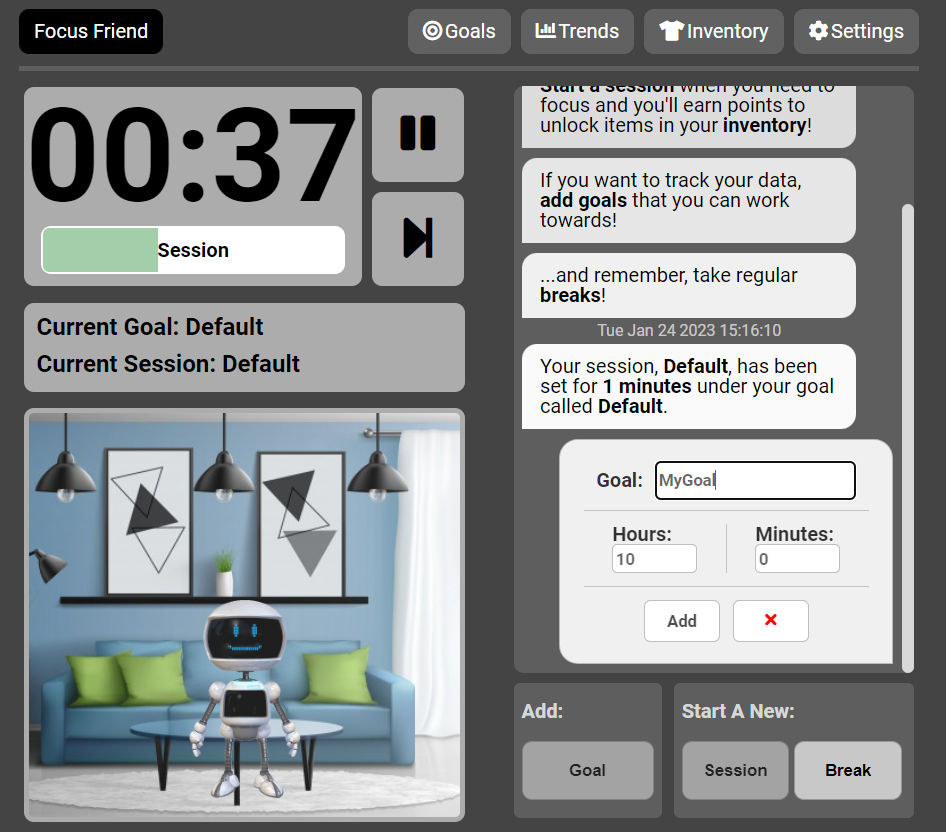 Focus Friend
Goals
Trends
Inventory
Settings
00:37
Session
Current Goal: Default
Current Session: Default
Start a session when you need to
focus and you'll earn points to
unlock items in your inventory!
If you want to track your data,
add goals that you can work
towards!
...and remember, take regular
breaks!
Tue Jan 24 2023 15:16:10
Your session, Default, has been
set for 1 minutes under your goal
called Default.
Goal: MyGoal
Hours: Minutes:
10 0
Add
Add:
Goal
Start A New:
Session Break